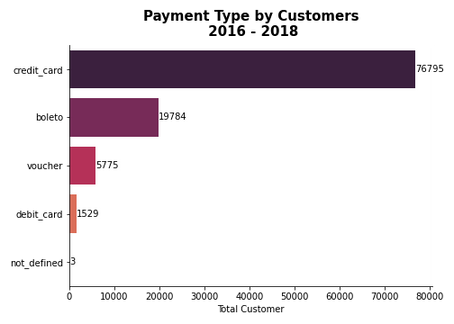 Payment Type by Customers
2016 - 2018
credit_card 76795
boleto 19784
voucher 5775
debit_card 1529
not_defined 3
0 10000 20000 30000 40000 50000 60000 70000 80000
Total Customer